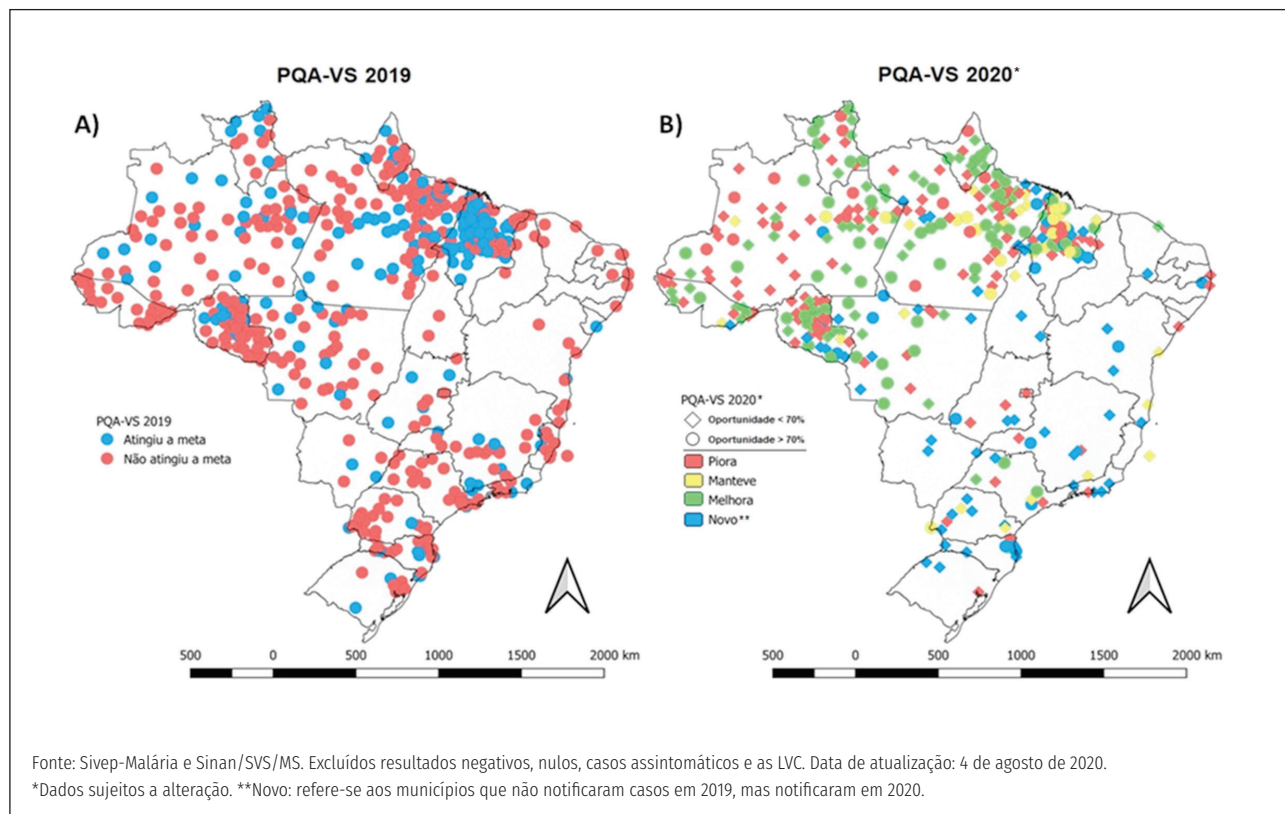 PQA-VS 2019
PQA-VS 2020*
A)
B)
PQA-VS 2019
Atingiu a meta
Não atingiu a meta
PQA-VS 2020*
Oportunidade < 70%
Oportunidade > 70%
Piora
Manteve
Melhora
Novo**
500 0 500 1000 1500 2000 km
500 0 500 1000 1500 2000 km
Fonte: Sivep-Malária e Sinan/SVS/MS. Excluídos resultados negativos, nulos, casos assintomáticos e as LVC. Data de atualização: 4 de agosto de 2020.
*Dados sujeitos a alteração. **Novo: refere-se aos municípios que não notificaram casos em 2019, mas notificaram em 2020.